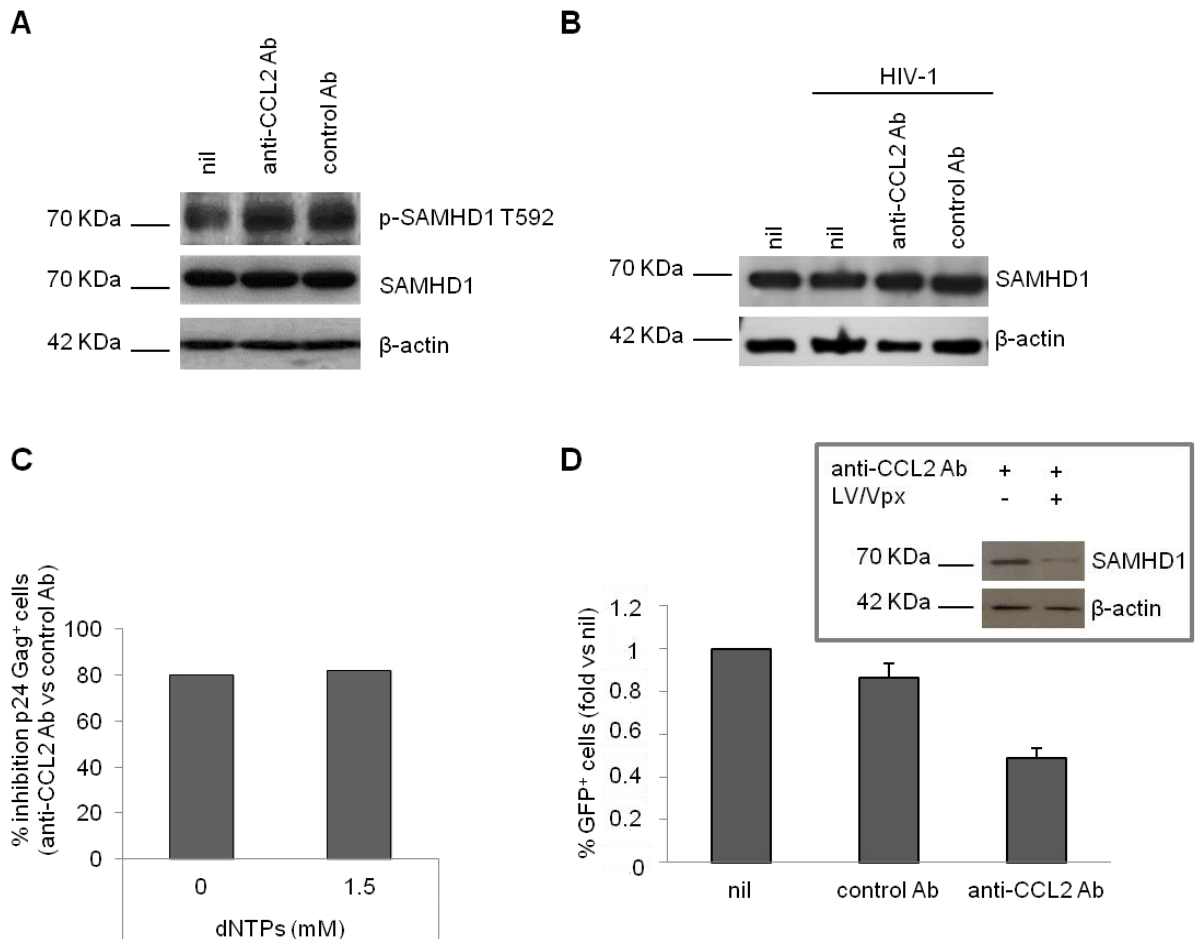 A
nil
anti-CCL2 Ab
control Ab
70 KDa
p-SAMHD1 T592
70 KDa
SAMHD1
42 KDa
β-actin
B
HIV-1
nil
nil
anti-CCL2 Ab
control Ab
70 KDa
SAMHD1
42 KDa
β-actin
C
% inhibition p24 Gag⁺ cells
(anti-CCL2 Ab vs control Ab)
100
80
60
40
20
0
0 1.5
dNTPs (mM)
D
anti-CCL2 Ab + +
LV/Vpx - +
70 KDa
SAMHD1
42 KDa
β-actin
% GFP⁺ cells (fold vs nil)
1.2
1
0.8
0.6
0.4
0.2
0
nil control Ab anti-CCL2 Ab